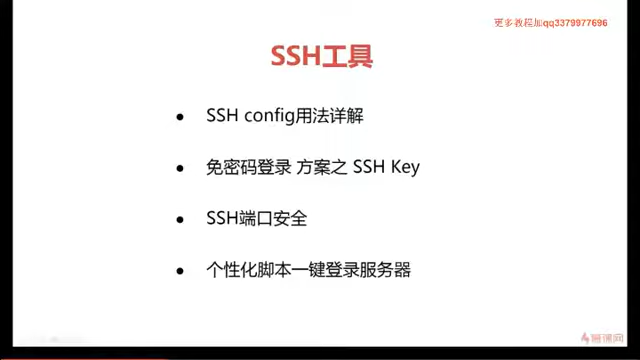 更多教程加qq3379977696
SSH工具
SSH config用法详解
免密码登录 方案之 SSH Key
SSH端口安全
个性化脚本一键登录服务器
慕课网